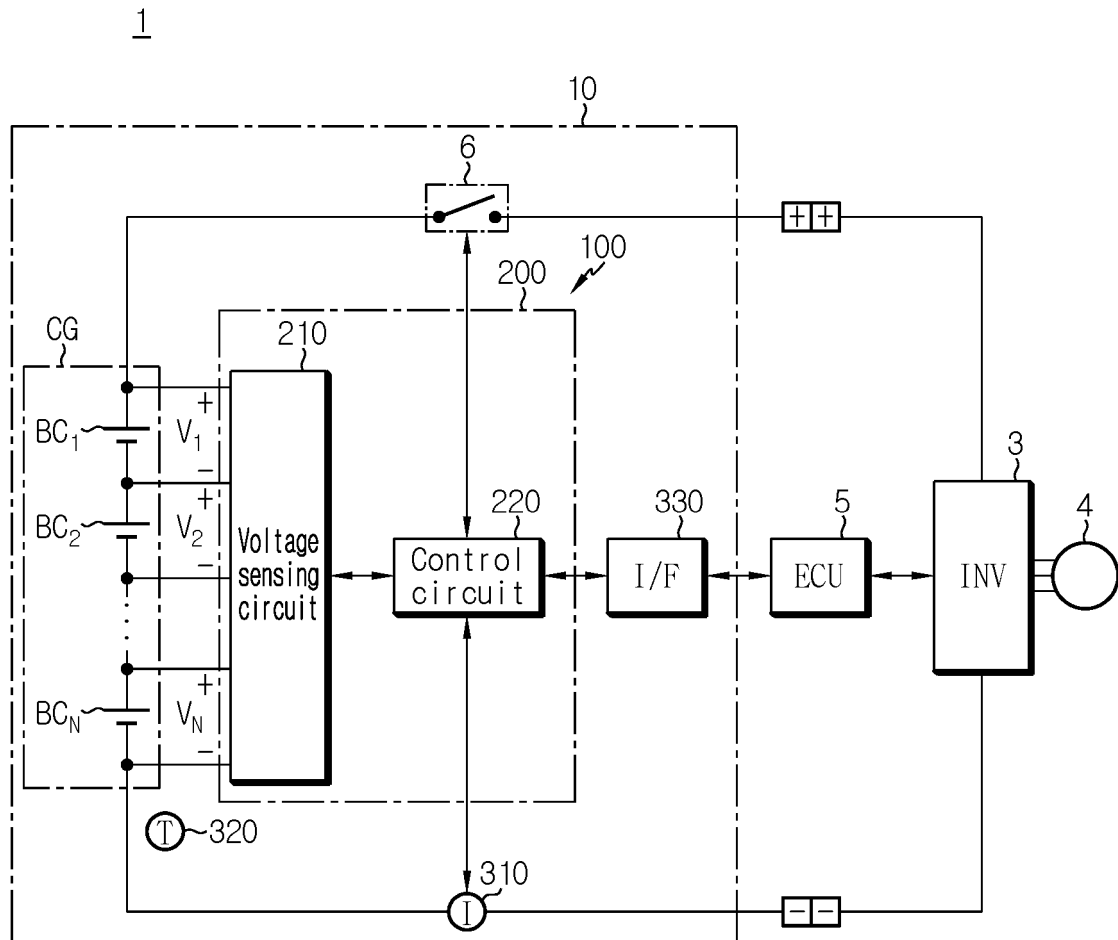 1
10
6
+ +
100
200
CG
210
BC1
+
V1
−
BC2
+
V2
−
BCN
+
VN
−
Voltage
sensing
circuit
220
Control
circuit
330
I/F
5
ECU
3
INV
4
T
320
310
I
− −